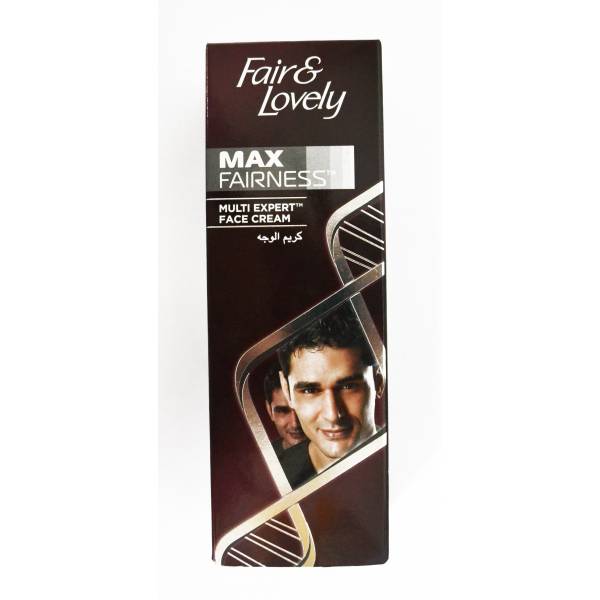 Fair &
Lovely
MAX
FAIRNESS™
MULTI EXPERT™
FACE CREAM
كريم الوجه